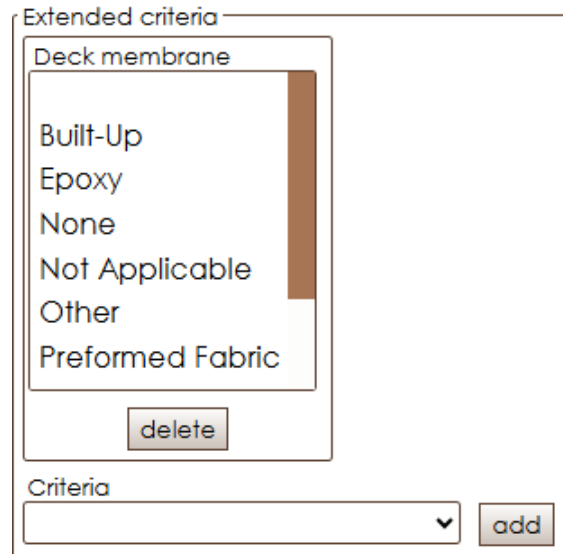 Extended criteria
Deck membrane
Built-Up
Epoxy
None
Not Applicable
Other
Preformed Fabric
delete
Criteria
add